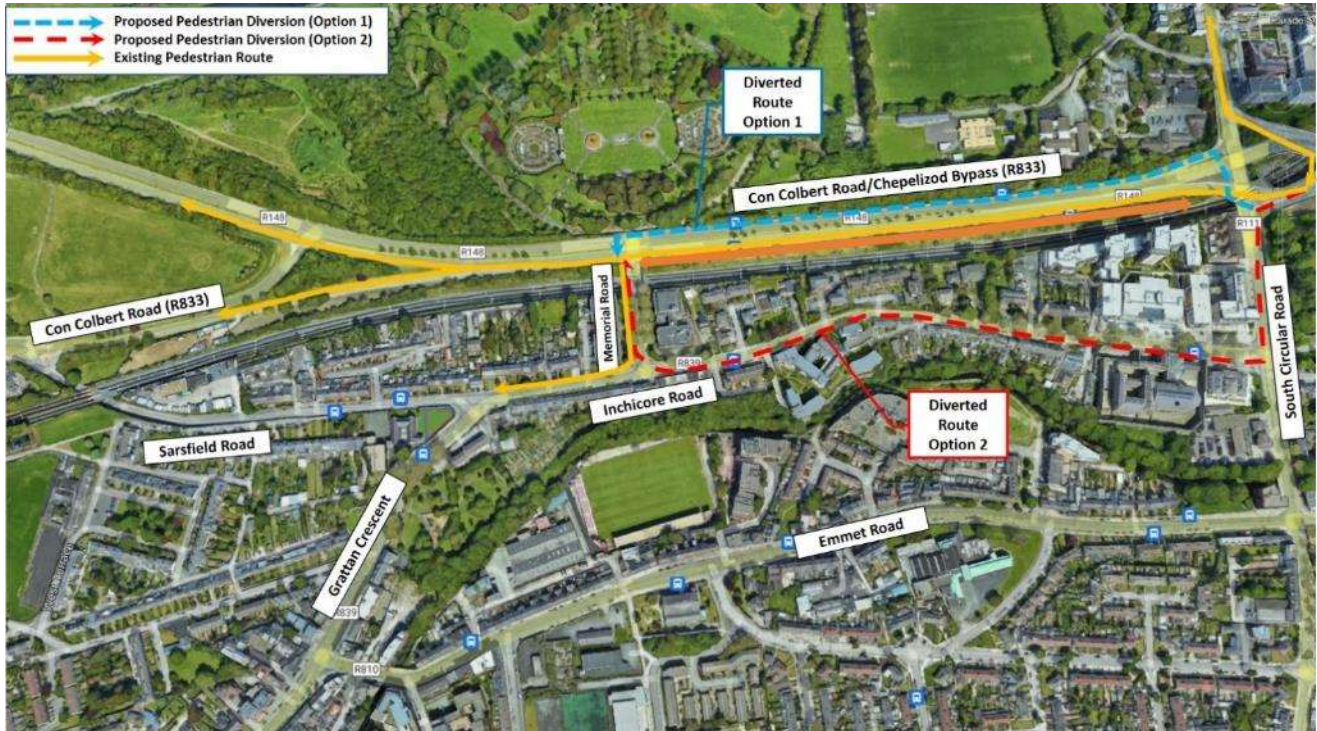 Proposed Pedestrian Diversion (Option 1)
Proposed Pedestrian Diversion (Option 2)
Existing Pedestrian Route
Diverted
Route
Option 1
Con Colbert Road/Chepelizod Bypass (R833)
R148
R148
R148
R148
R111
Con Colbert Road (R833)
Memorial Road
South Circular Road
R839
Inchicore Road
Diverted
Route
Option 2
Sarsfield Road
Grattan Crescent
Emmet Road
R839
R810